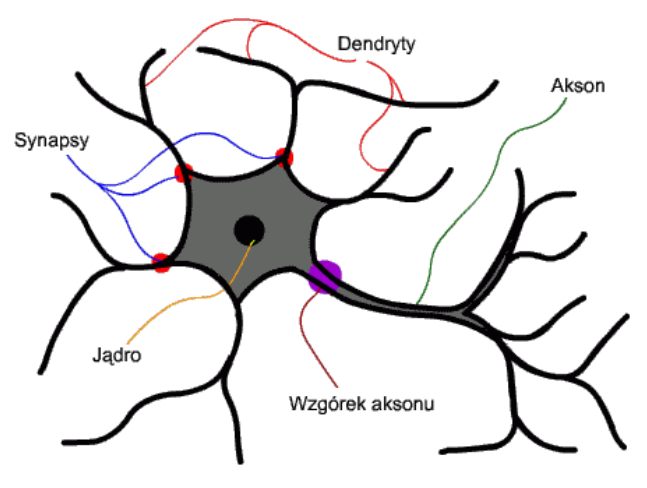 Dendryty
Akson
Synapsy
Jądro
Wzgórek aksonu